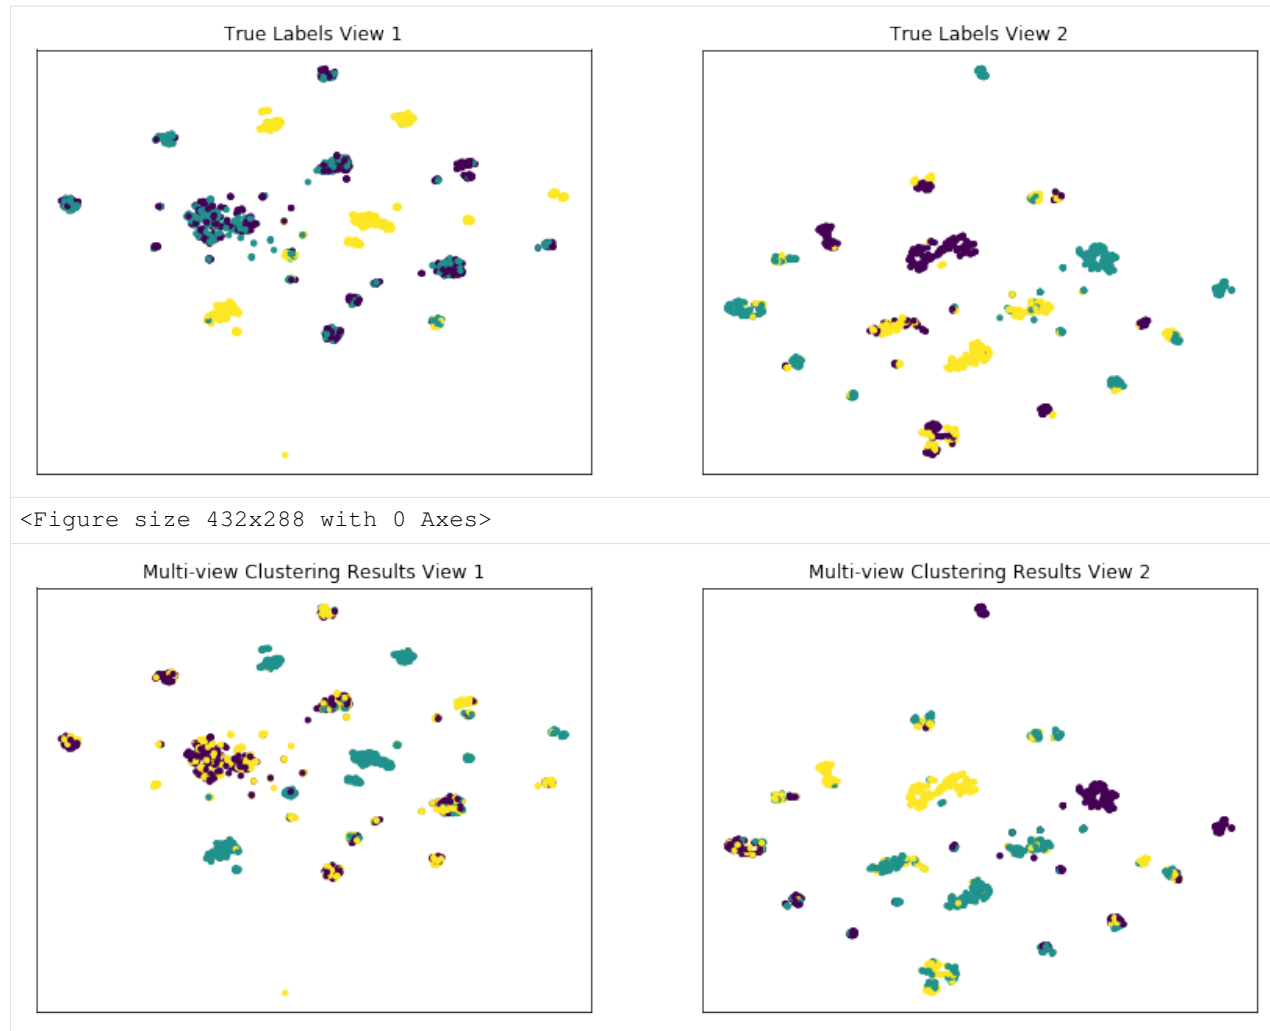 True Labels View 1
True Labels View 2
<Figure size 432x288 with 0 Axes>
Multi-view Clustering Results View 1
Multi-view Clustering Results View 2